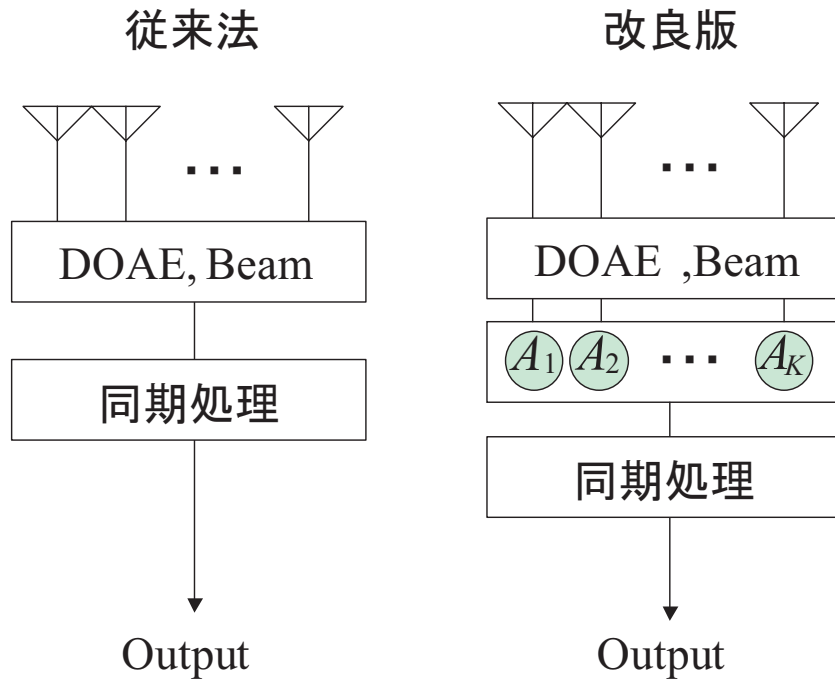 従来法
DOAE, Beam
同期処理
Output
改良版
DOAE ,Beam
A1 A2 ··· AK
同期処理
Output